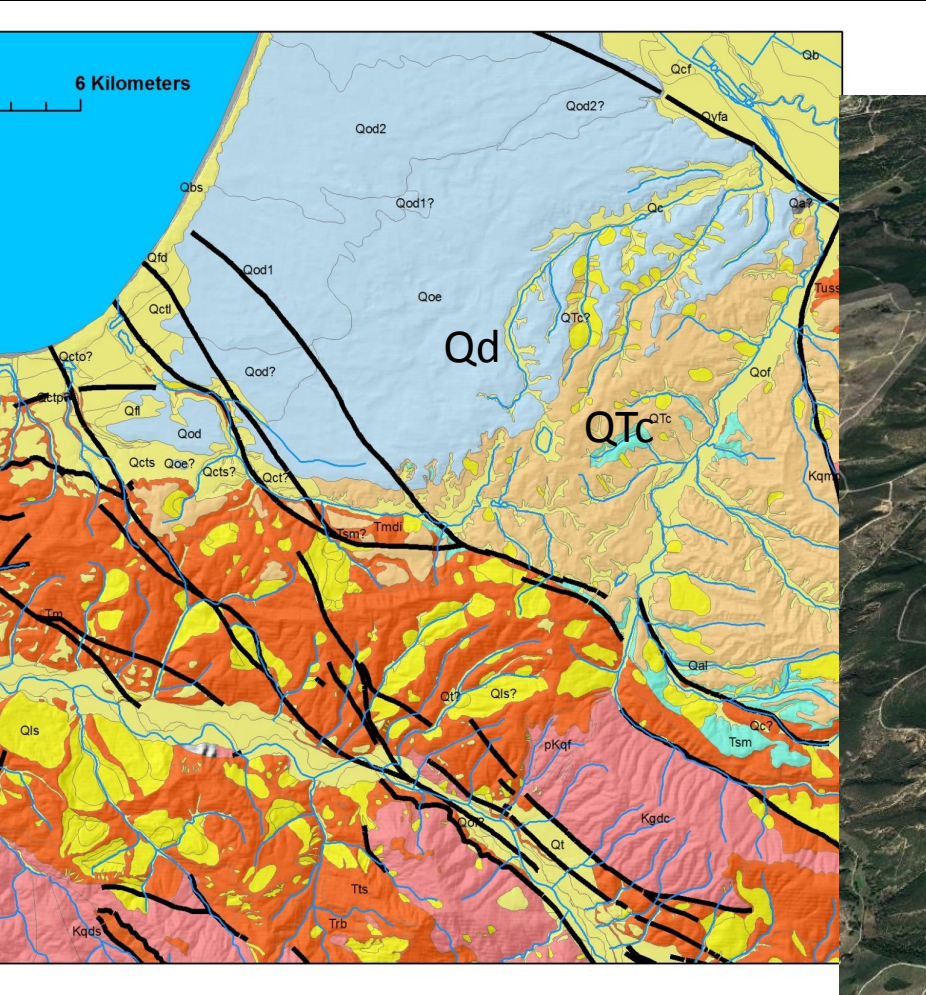 Qcf
Qb
6 Kilometers
Qod2?
Qyfa
Qod2
Qbs
Qod1?
Qc
Qa?
Qfd
Qod1
Tuss
Qoe
Qctl
QTc?
Qd
Qcto?
Qod?
Qof
Qctp
Qfl
QTc
QTc
Qod
Qcts
Qoe?
Qcts?
Qct?
Tsm?
Tmdi
Tm
Qal
Qt?
Qls?
Qc?
Qls
pKqf
Tsm
Kgdc
Qt
Tts
Trb
Kqds